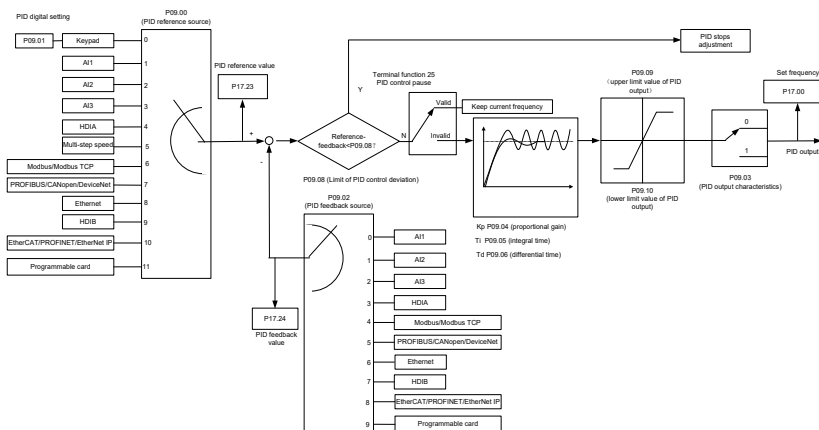 PID digital setting
P09.00
(PID reference source)
P09.01
Keypad
0
AI1
1
AI2
2
AI3
3
HDIA
4
Multi-step speed
5
Modbus/Modbus TCP
6
PROFIBUS/CANopen/DeviceNet
7
Ethernet
8
HDIB
9
EtherCAT/PROFINET/EtherNet IP
10
Programmable card
11
PID reference value
P17.23
+
-
Reference-
feedback<P09.08?
Y
N
P09.08 (Limit of PID control deviation)
PID stops
adjustment
Terminal function 25
PID control pause
Valid
Invalid
Keep current frequency
Kp P09.04 (proportional gain)
Ti P09.05 (integral time)
Td P09.06 (differential time)
P09.09
(upper limit value of PID
output)
P09.10
(lower limit value of PID
output)
0
1
P09.03
(PID output characteristics)
Set frequency
P17.00
PID output
P17.24
PID feedback
value
P09.02
(PID feedback source)
0
AI1
1
AI2
2
AI3
3
HDIA
4
Modbus/Modbus TCP
5
PROFIBUS/CANopen/DeviceNet
6
Ethernet
7
HDIB
8
EtherCAT/PROFINET/EtherNet IP
9
Programmable card